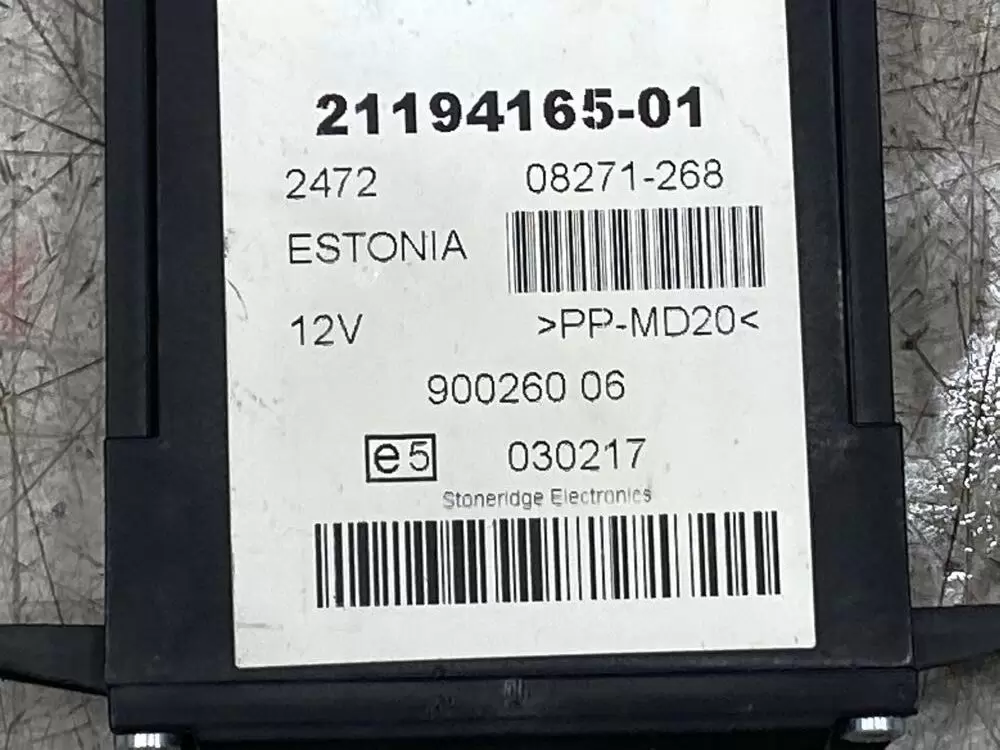 21194165-01
2472 08271-268
ESTONIA
12V >PP-MD20<
900260 06
e5 030217
Stoneridge Electronics